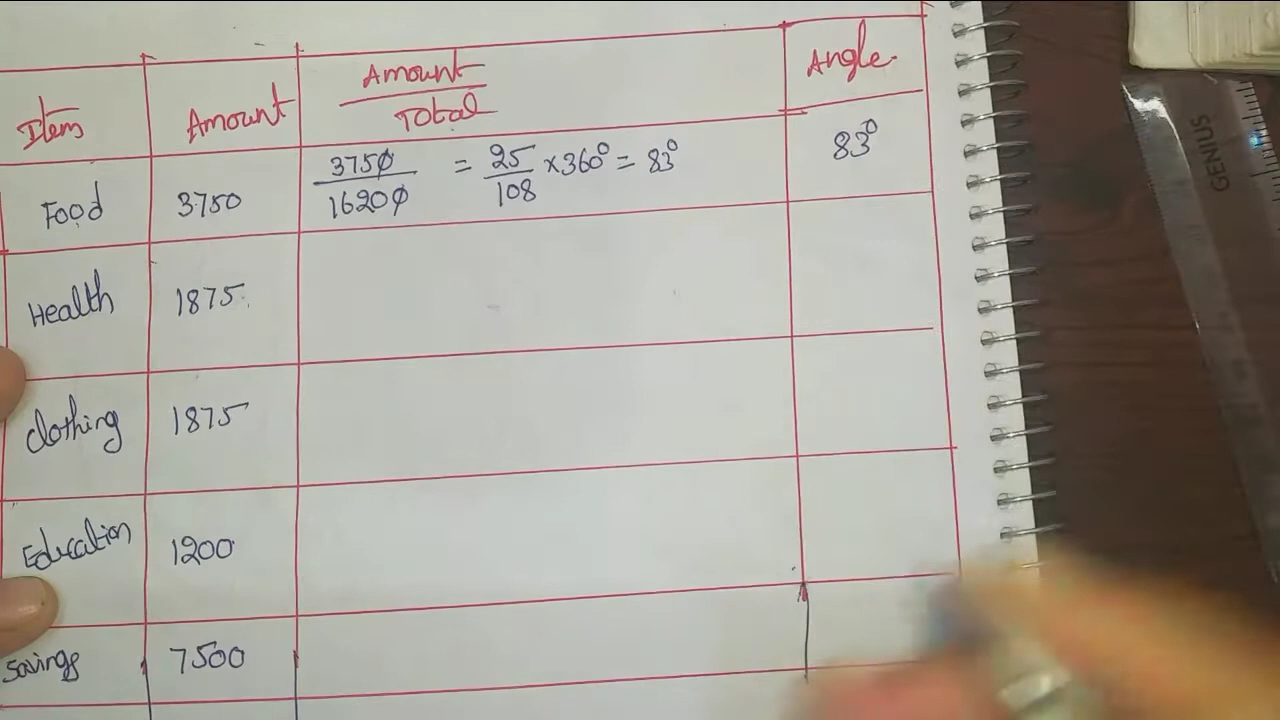 Item Amount Amount/Total Angle.
Food 3750 3750/16200 = 25/108 ×360° = 83° 83°
Health 1875
clothing 1875
Education 1200
Savings 7500
GENIUS